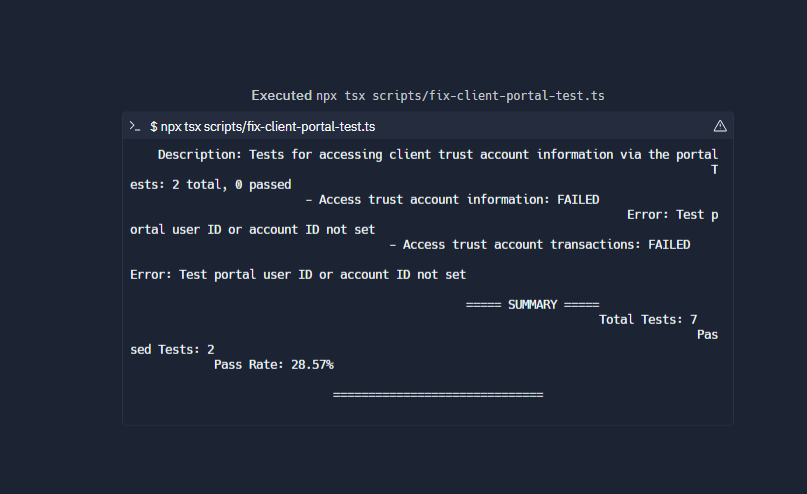 Executed npx tsx scripts/fix-client-portal-test.ts
>_ $ npx tsx scripts/fix-client-portal-test.ts
Description: Tests for accessing client trust account information via the portal
T
ests: 2 total, 0 passed
- Access trust account information: FAILED
Error: Test p
ortal user ID or account ID not set
- Access trust account transactions: FAILED
Error: Test portal user ID or account ID not set
===== SUMMARY =====
Total Tests: 7
Pas
sed Tests: 2
Pass Rate: 28.57%
==============================